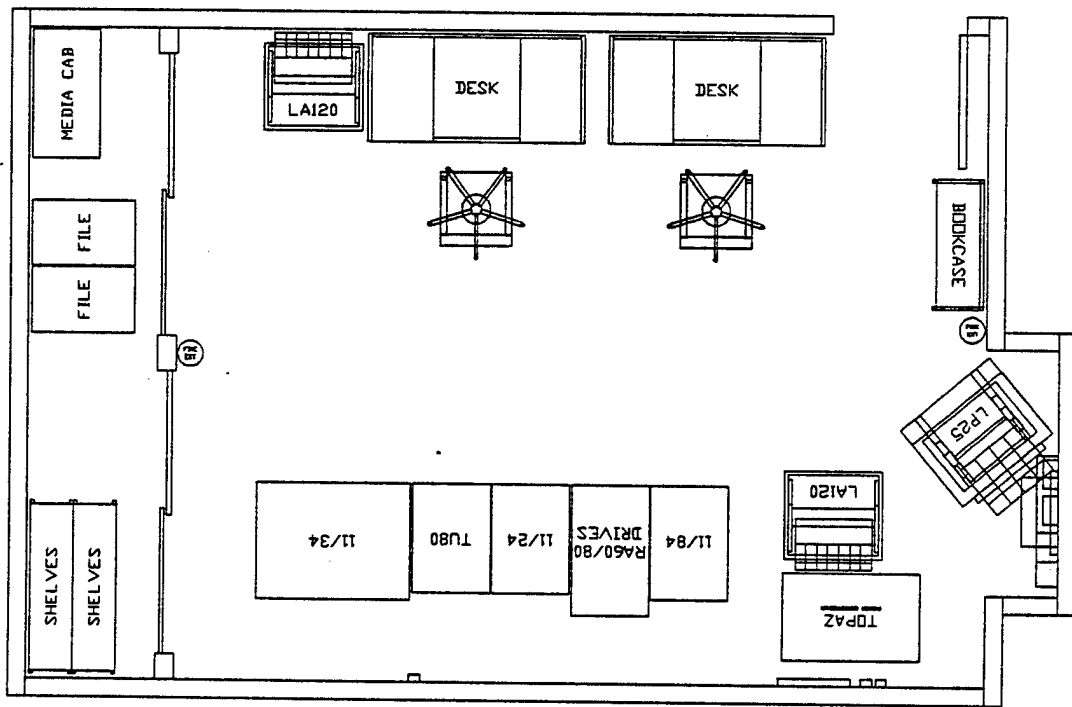 MEDIA CAB
LA120
DESK
DESK
FILE
FILE
BOOKCASE
LP25
SHELVES
SHELVES
11/34
TU80
11/24
RA60/80
DRIVES
11/84
LA120
TOPAZ